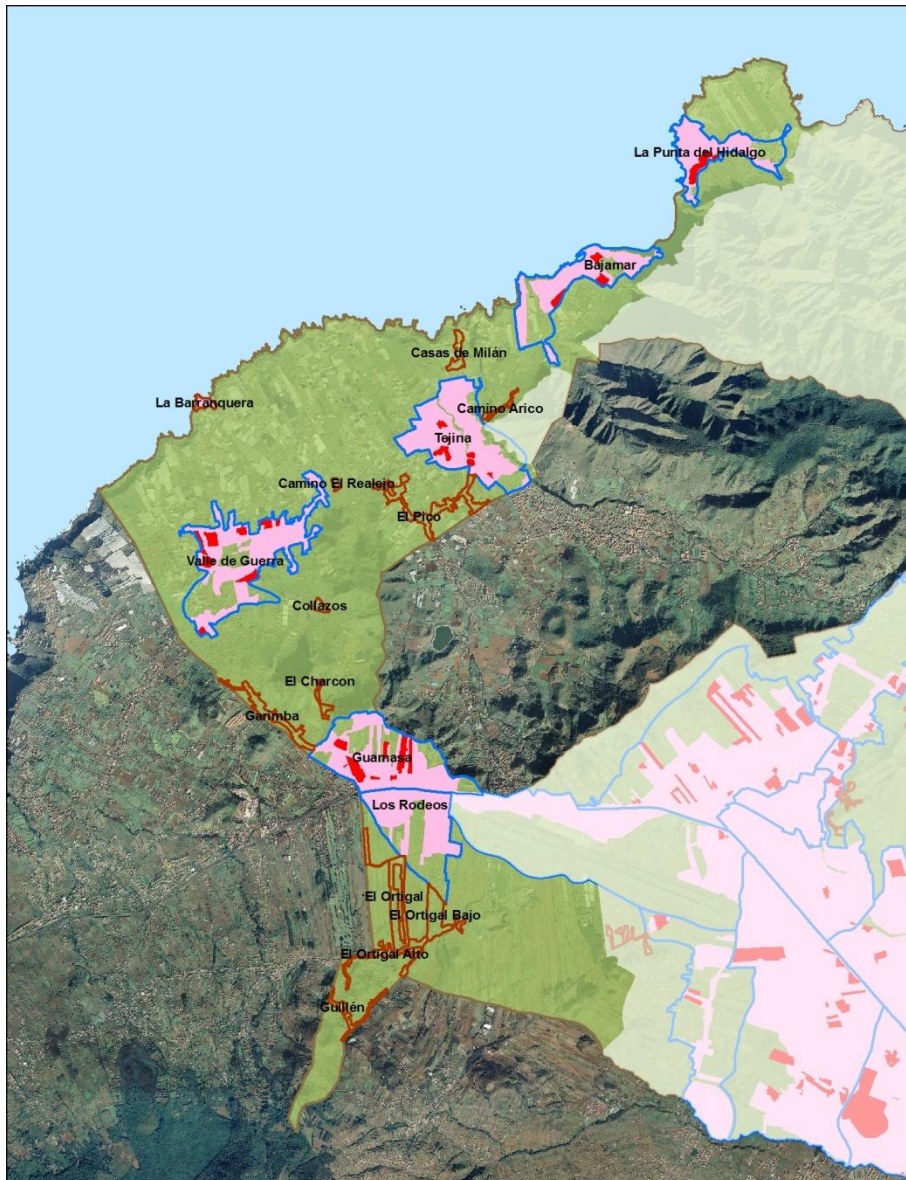 La Punta del Hidalgo
Bajamar
Casas de Milán
La Barranquera
Camino Arico
Tejina
Camino El Realejo
El Pico
Valle de Guerra
Collazos
El Charcon
Garimba
Guamasa
Los Rodeos
El Ortigal
El Ortigal Bajo
El Ortigal Alto
Guillén